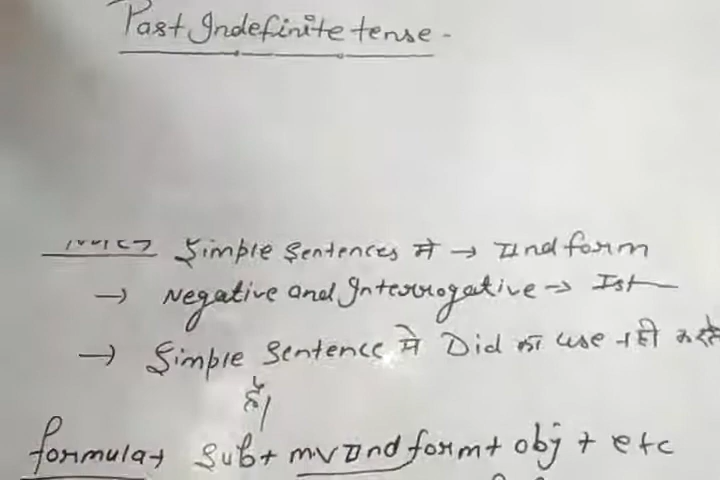 Past Indefinite tense -
Simple Sentences मे → IInd form
→ Negative and Interrogative → Ist
→ Simple Sentence मे Did का use नही करते
हैं।
formula → Sub + mv IInd form + obj + etc